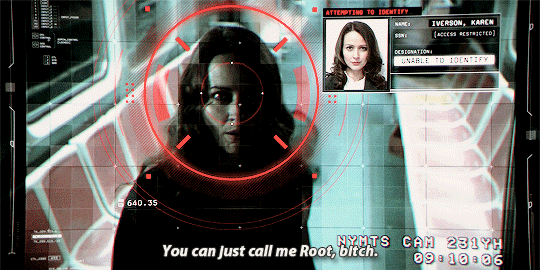 ATTEMPTING TO IDENTIFY
NAME: IVERSON, KAREN
SSN: [ACCESS RESTRICTED]
DESIGNATION:
UNABLE TO IDENTIFY
640.35
You can just call me Root, bitch.
NYMTS CAM 231YH
09:10:06